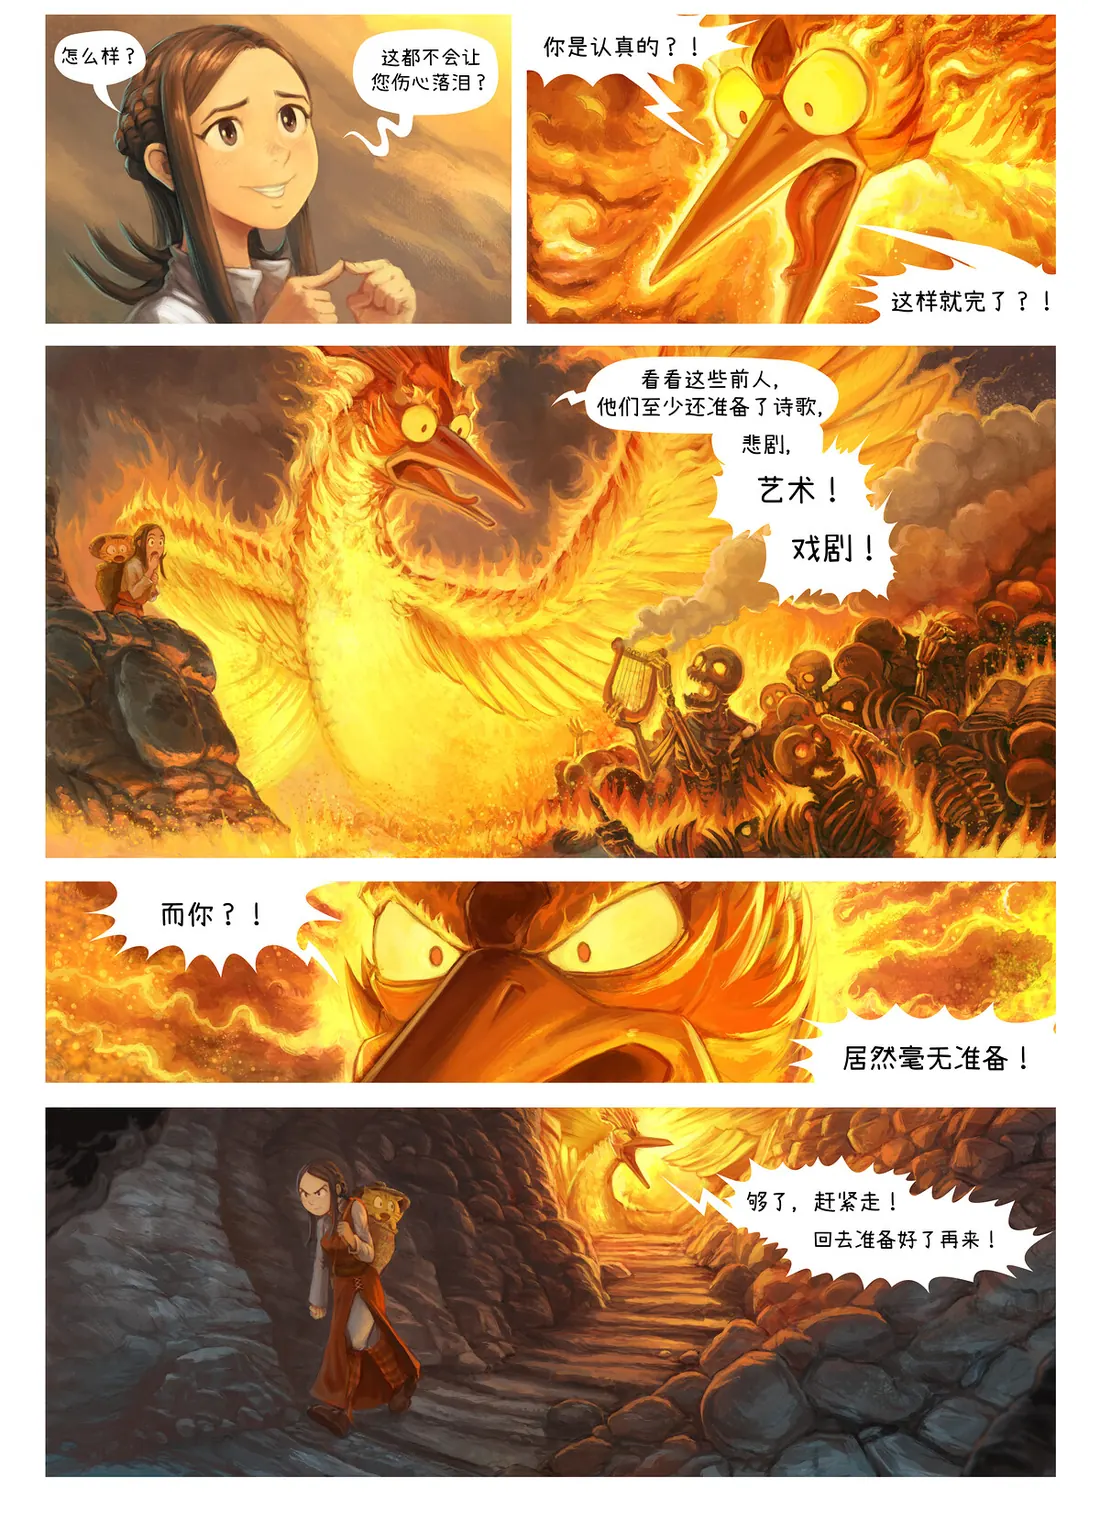 怎么样？
这都不会让
您伤心落泪？
你是认真的？！
这样就完了？！
看看这些前人，
他们至少还准备了诗歌，
悲剧，
艺术！
戏剧！
而你？！
居然毫无准备！
够了，赶紧走！
回去准备好了再来！